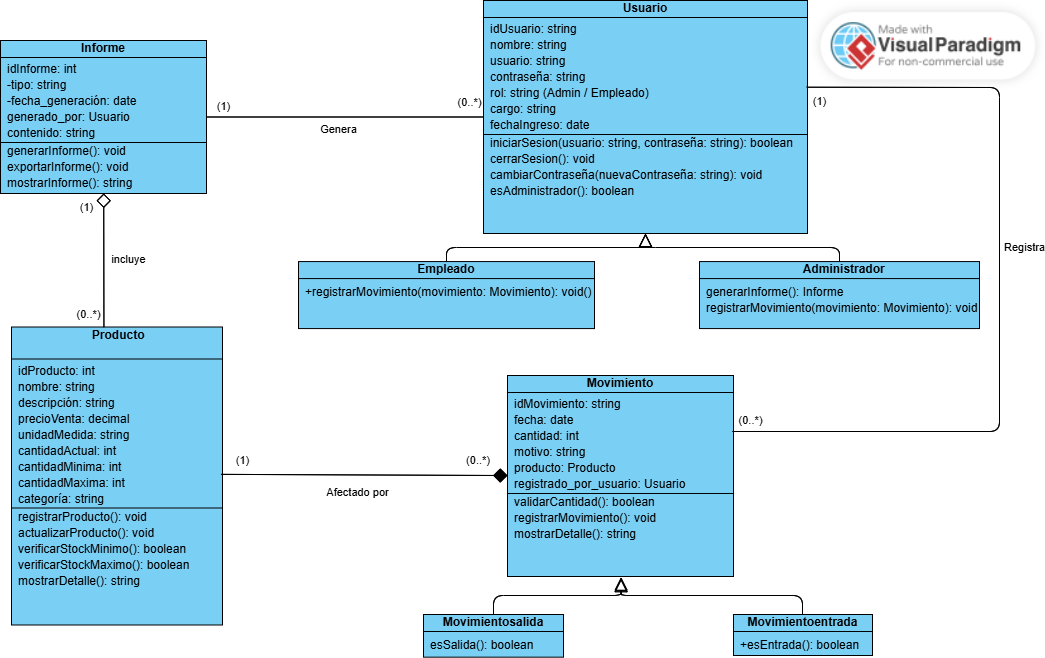 Usuario
idUsuario: string
nombre: string
usuario: string
contraseña: string
rol: string (Admin / Empleado)
cargo: string
fechaIngreso: date
iniciarSesion(usuario: string, contraseña: string): boolean
cerrarSesion(): void
cambiarContraseña(nuevaContraseña: string): void
esAdministrador(): boolean
Made with
Visual Paradigm
For non-commercial use
Informe
idInforme: int
-tipo: string
-fecha_generación: date
generado_por: Usuario
contenido: string
generarInforme(): void
exportarInforme(): void
mostrarInforme(): string
(1)
(0..*)
Genera
(1)
Registra
(0..*)
(1)
incluye
(0..*)
Empleado
+registrarMovimiento(movimiento: Movimiento): void()
Administrador
generarInforme(): Informe
registrarMovimiento(movimiento: Movimiento): void
Producto
idProducto: int
nombre: string
descripción: string
precioVenta: decimal
unidadMedida: string
cantidadActual: int
cantidadMinima: int
cantidadMaxima: int
categoría: string
registrarProducto(): void
actualizarProducto(): void
verificarStockMinimo(): boolean
verificarStockMaximo(): boolean
mostrarDetalle(): string
(1)
(0..*)
Afectado por
Movimiento
idMovimiento: string
fecha: date
cantidad: int
motivo: string
producto: Producto
registrado_por_usuario: Usuario
validarCantidad(): boolean
registrarMovimiento(): void
mostrarDetalle(): string
Movimientosalida
esSalida(): boolean
Movimientoentrada
+esEntrada(): boolean